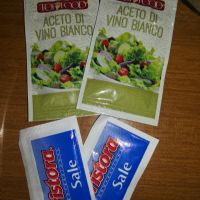 TOP FOOD
ACETO DI
VINO BIANCO
TOP FOOD
ACETO DI
VINO BIANCO
ristora
Sale
ristora
Sale